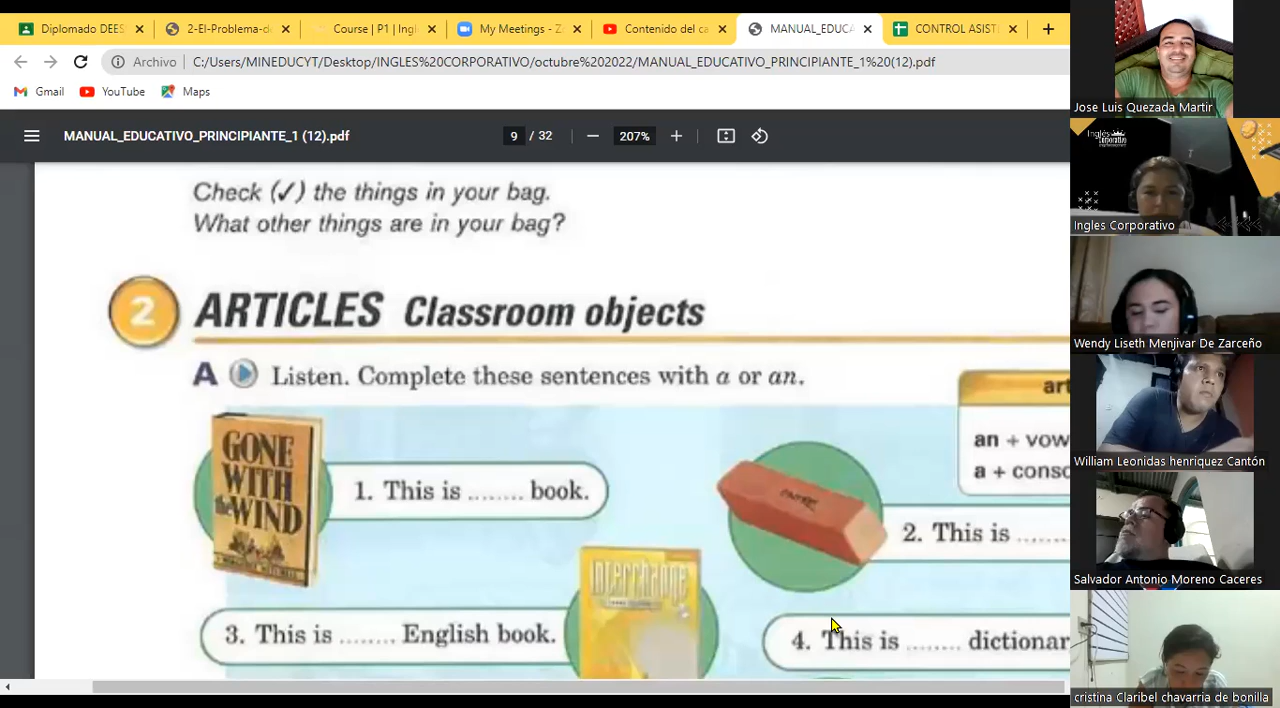 Diplomado DEES
2-El-Problema-d
Course | P1 | Ingl
My Meetings - Z
Contenido del ca
MANUAL_EDUCA
CONTROL ASIST
Archivo
C:/Users/MINEDUCYT/Desktop/INGLES%20CORPORATIVO/octubre%202022/MANUAL_EDUCATIVO_PRINCIPIANTE_1%20(12).pdf
Gmail
YouTube
Maps
MANUAL_EDUCATIVO_PRINCIPIANTE_1 (12).pdf
9 / 32
207%
Check (✓) the things in your bag.
What other things are in your bag?
2
ARTICLES Classroom objects
A Listen. Complete these sentences with a or an.
an + vow
a + conso
GONE
WITH
the WIND
1. This is ........ book.
2. This is ......
interchange
3. This is ........ English book.
4. This is ........ dictionar
Jose Luis Quezada Martir
Inglés
Corporativo
Ingles Corporativo
Wendy Liseth Menjivar De Zarceño
William Leonidas henriquez Cantón
Salvador Antonio Moreno Caceres
cristina Claribel chavarria de bonilla